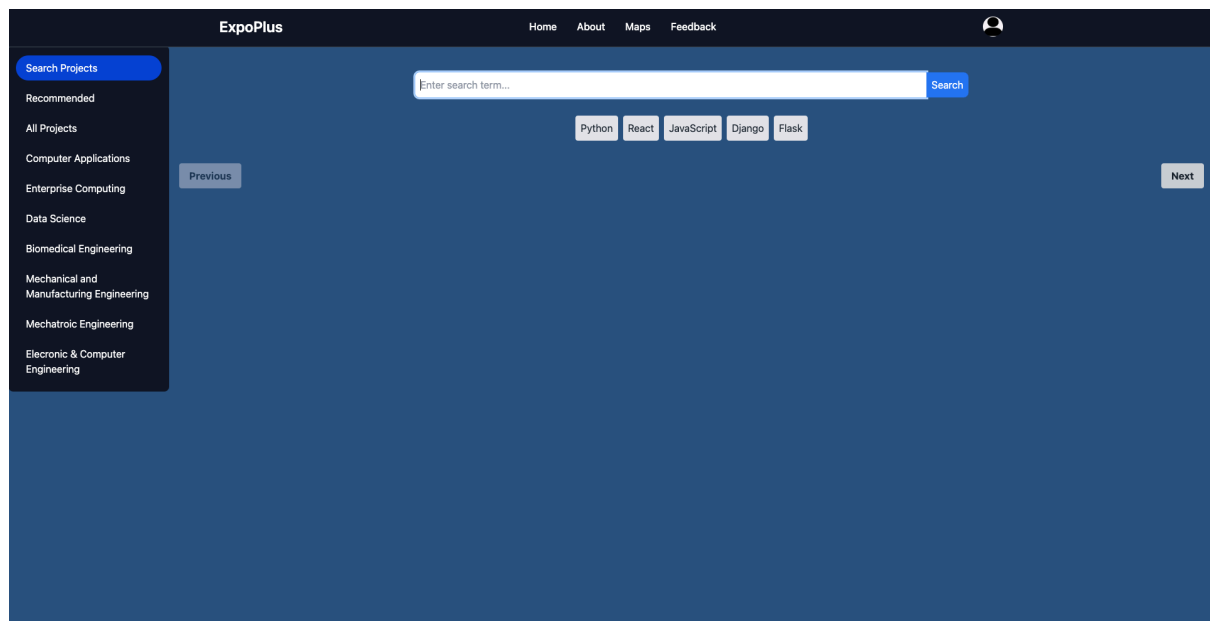 ExpoPlus Home About Maps Feedback
Search Projects
Recommended
All Projects
Computer Applications
Enterprise Computing
Data Science
Biomedical Engineering
Mechanical and
Manufacturing Engineering
Mechatroic Engineering
Elecronic & Computer
Engineering
Enter search term... Search
Python React JavaScript Django Flask
Previous Next